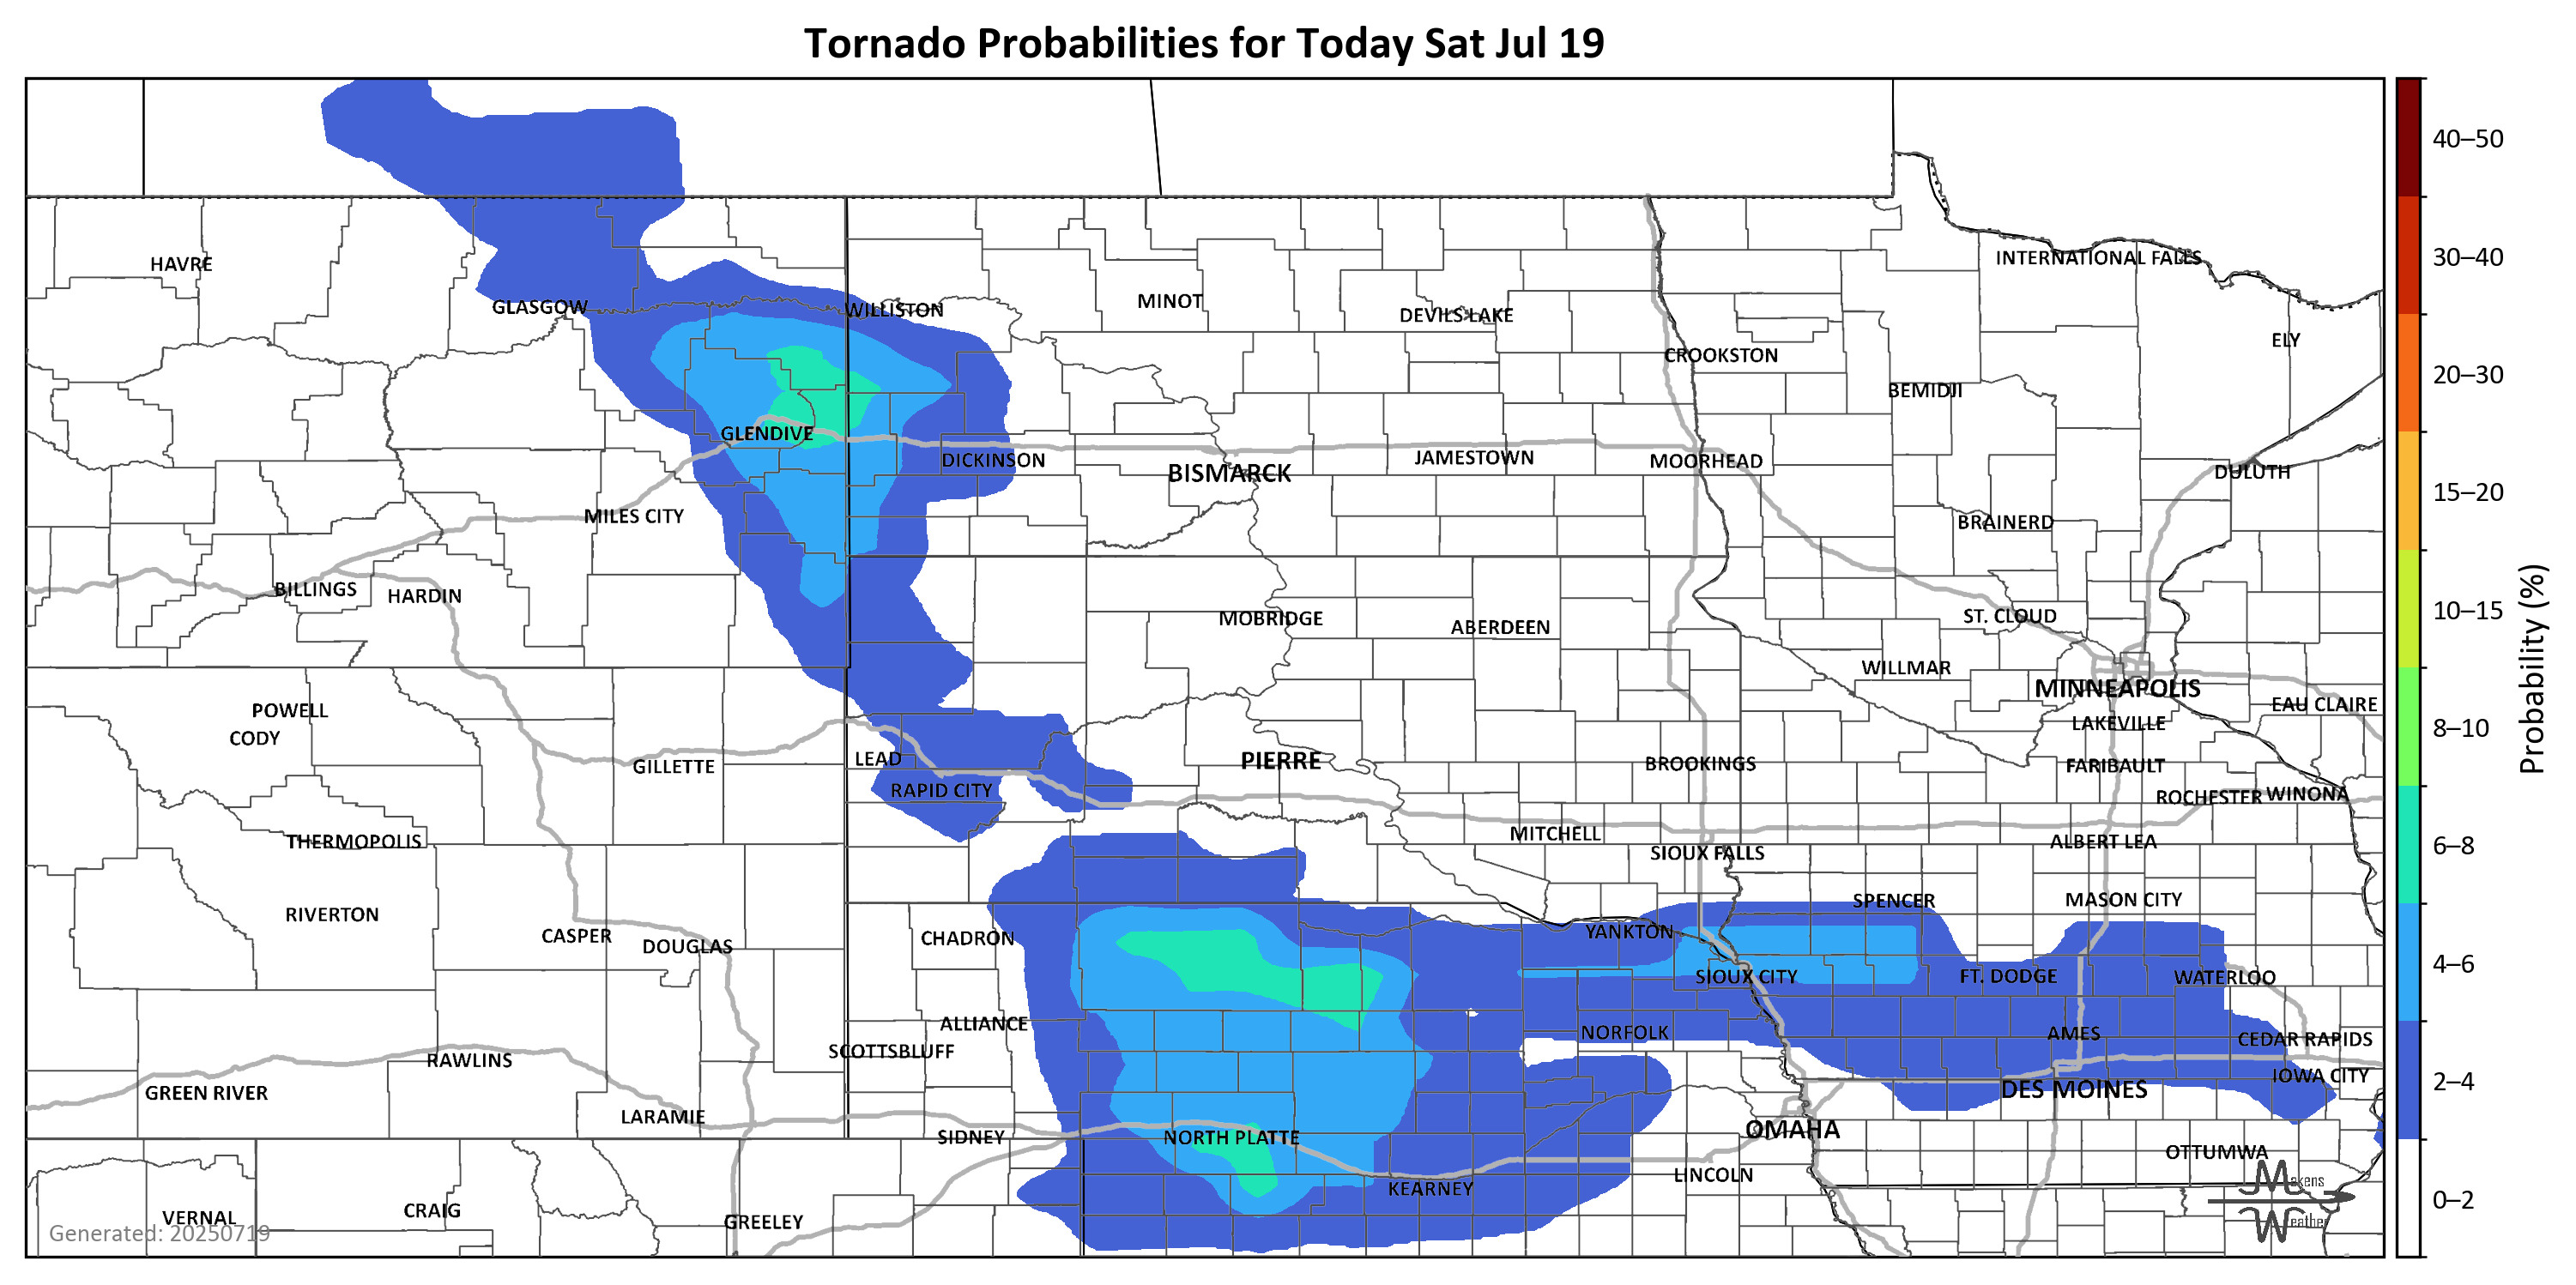 Tornado Probabilities for Today Sat Jul 19
HAVRE
INTERNATIONAL FALLS
GLASGOW
WILLISTON
MINOT
DEVILS LAKE
ELY
CROOKSTON
BEMIDJI
GLENDIVE
DICKINSON
BISMARCK
JAMESTOWN
MOORHEAD
DULUTH
MILES CITY
BRAINERD
BILLINGS
HARDIN
MOBRIDGE
ABERDEEN
ST. CLOUD
WILLMAR
MINNEAPOLIS
POWELL
CODY
EAU CLAIRE
LAKEVILLE
GILLETTE
LEAD
PIERRE
BROOKINGS
FARIBAULT
RAPID CITY
ROCHESTER
WINONA
THERMOPOLIS
MITCHELL
ALBERT LEA
SIOUX FALLS
RIVERTON
SPENCER
MASON CITY
CASPER
DOUGLAS
CHADRON
YANKTON
SIOUX CITY
FT. DODGE
WATERLOO
ALLIANCE
NORFOLK
AMES
CEDAR RAPIDS
SCOTTSBLUFF
RAWLINS
IOWA CITY
GREEN RIVER
DES MOINES
LARAMIE
SIDNEY
NORTH PLATTE
OMAHA
OTTUMWA
LINCOLN
KEARNEY
VERNAL
CRAIG
GREELEY
Generated: 20250719
Makens
Weather
40–50
30–40
20–30
15–20
10–15
8–10
6–8
4–6
2–4
0–2
Probability (%)